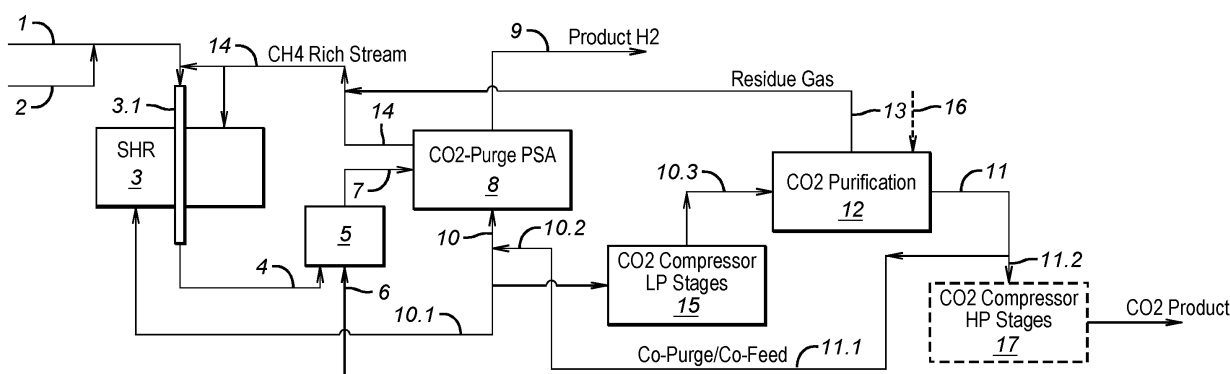 1
14
CH4 Rich Stream
9
Product H2
Residue Gas
2
3.1
13
16
14
SHR
3
CO2-Purge PSA
8
7
10.3
CO2 Purification
12
11
5
10
10.2
CO2 Compressor
LP Stages
15
4
6
11.2
CO2 Compressor
HP Stages
17
CO2 Product
10.1
Co-Purge/Co-Feed
11.1